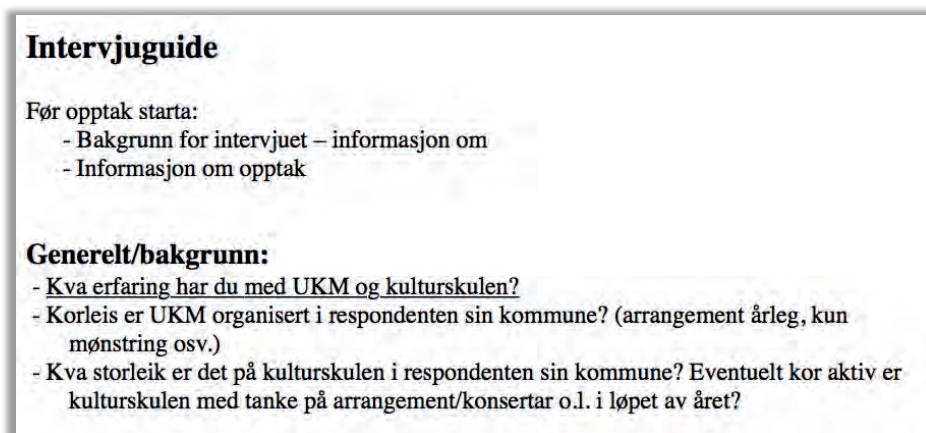 Intervjuguide
Før opptak starta:
- Bakgrunn for intervjuet – informasjon om
- Informasjon om opptak
Generelt/bakgrunn:
- Kva erfaring har du med UKM og kulturskulen?
- Korleis er UKM organisert i respondenten sin kommune? (arrangement årleg, kun
mønstring osv.)
- Kva storleik er det på kulturskulen i respondenten sin kommune? Eventuelt kor aktiv er
kulturskulen med tanke på arrangement/konsertar o.l. i løpet av året?